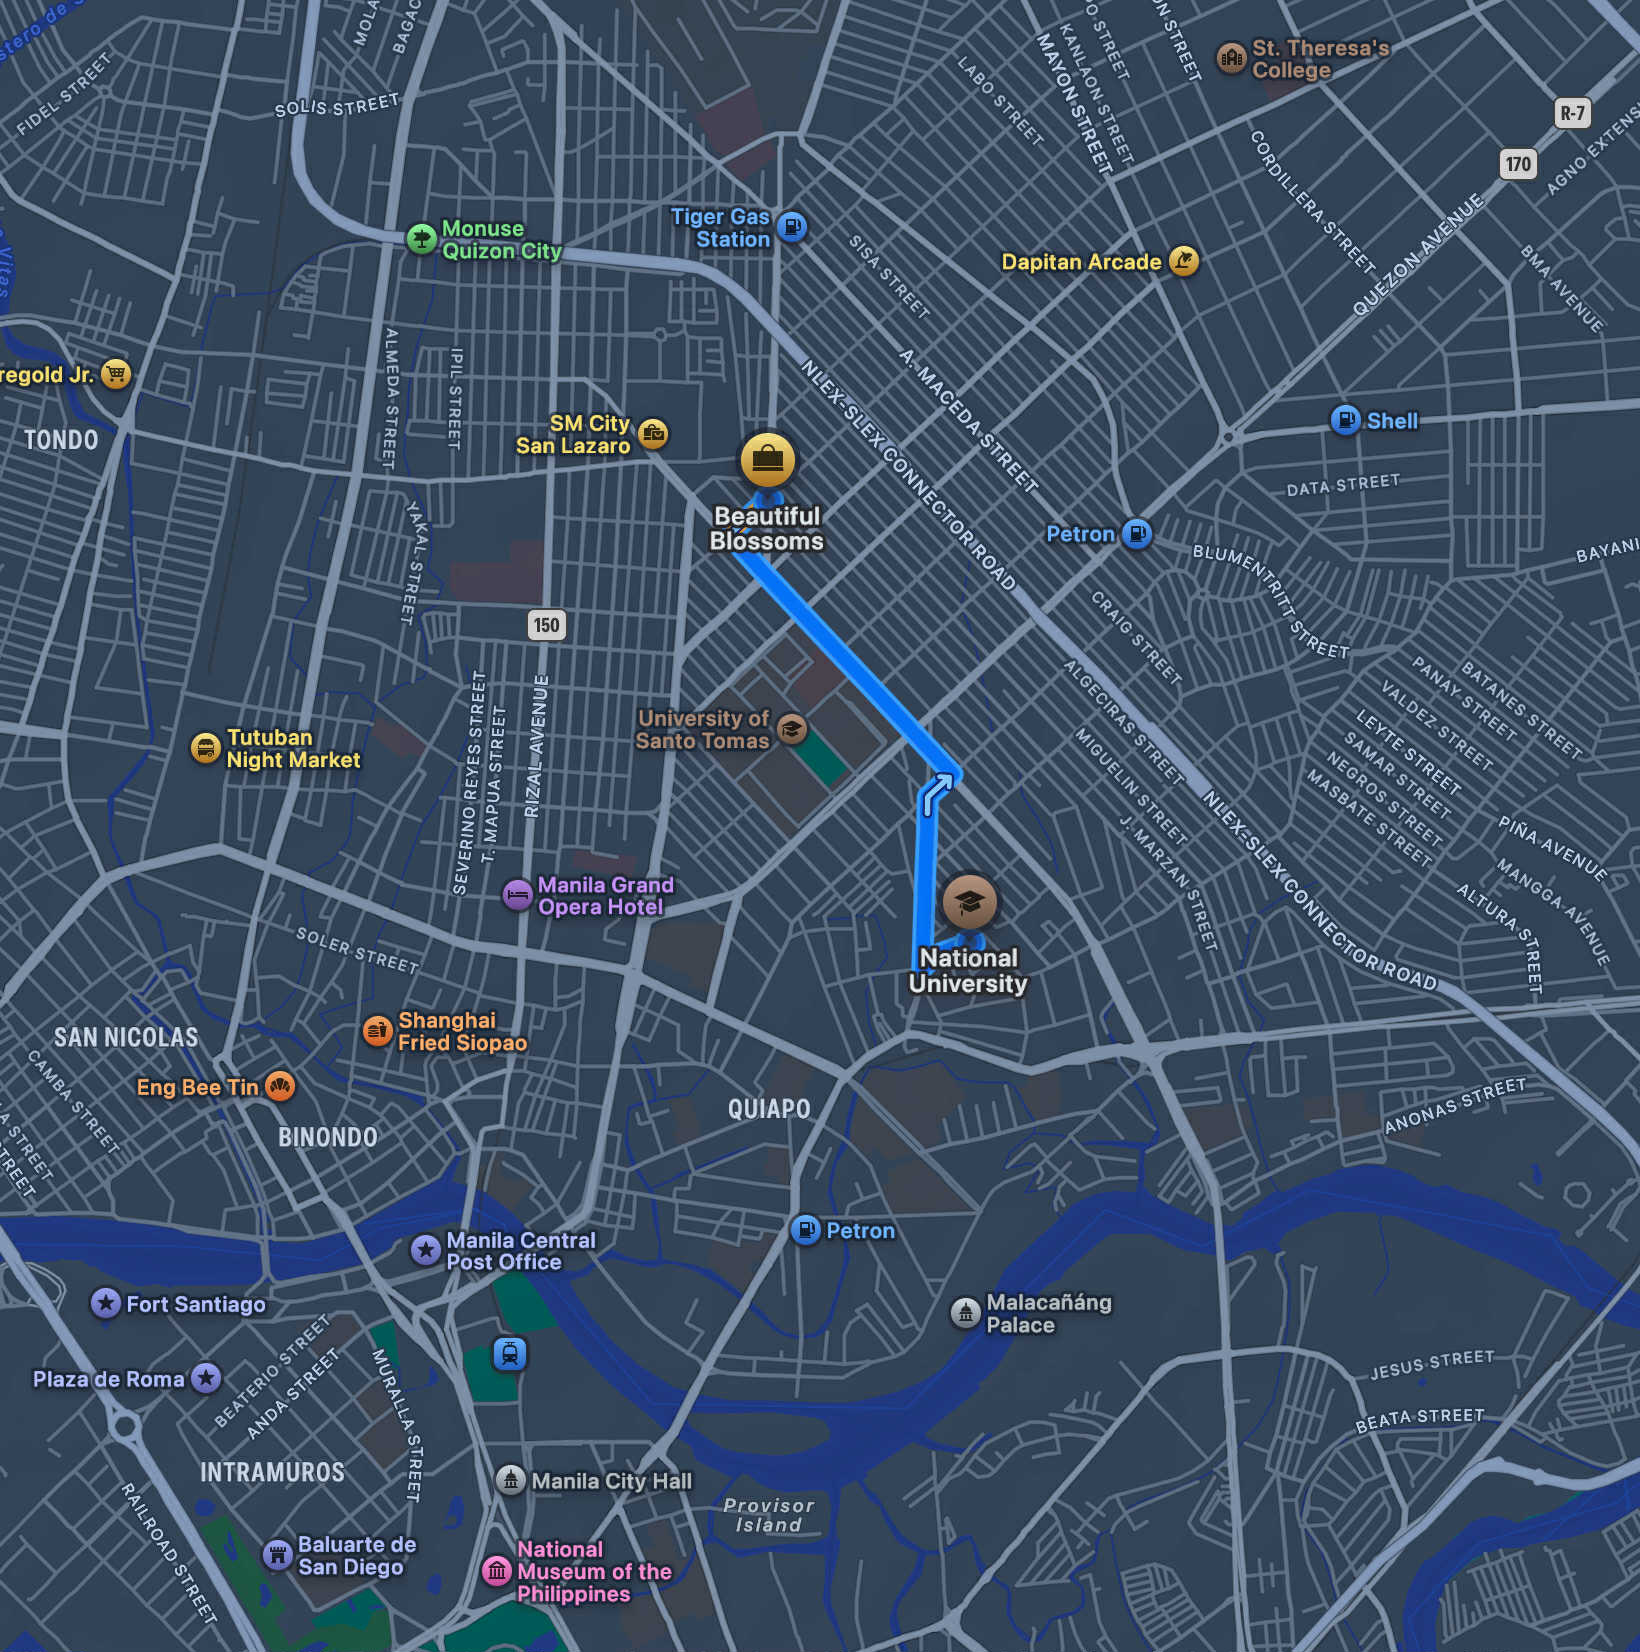 MOLA
BAGAC
FIDEL STREET
SOLIS STREET
LABO STREET
MAYON STREET
KANLAON STREET
St. Theresa's
College
R-7
170
AGNO EXTENS
CORDILLERA STREET
QUEZON AVENUE
BMA AVENUE
Monuse
Quizon City
Tiger Gas
Station
SISA STREET
Dapitan Arcade
regold Jr.
TONDO
ALMEDA STREET
IPIL STREET
SM City
San Lazaro
A. MACEDA STREET
NLEX-SLEX CONNECTOR ROAD
Shell
DATA STREET
Beautiful
Blossoms
Petron
BLUMENTRITT STREET
BAYANI
YAKAL STREET
150
CRAIG STREET
ALGECIRAS STREET
MIGUELIN STREET
J. MARZAN STREET
BATANES STREET
PANAY STREET
VALDEZ STREET
LEYTE STREET
SAMAR STREET
NEGROS STREET
MASBATE STREET
SEVERINO REYES STREET
T. MAPUA STREET
RIZAL AVENUE
University of
Santo Tomas
Tutuban
Night Market
NLEX-SLEX CONNECTOR ROAD
PIÑA AVENUE
MANGGA AVENUE
ALTURA STREET
Manila Grand
Opera Hotel
National
University
SOLER STREET
SAN NICOLAS
CAMBA STREET
Shanghai
Fried Siopao
Eng Bee Tin
BINONDO
QUIAPO
ANONAS STREET
Manila Central
Post Office
Petron
Fort Santiago
Malacañáng
Palace
Plaza de Roma
BEATERIO STREET
ANDA STREET
MURALLA STREET
JESUS STREET
BEATA STREET
INTRAMUROS
Manila City Hall
Provisor
Island
RAILROAD STREET
Baluarte de
San Diego
National
Museum of the
Philippines